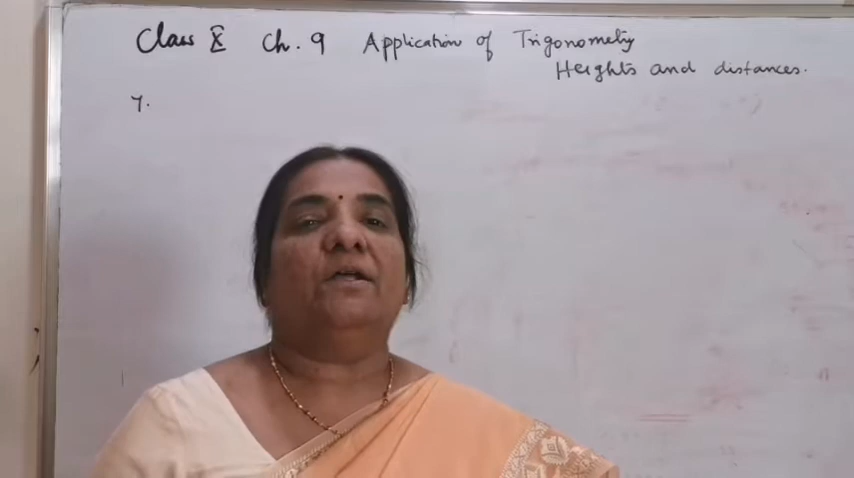 Class X Ch. 9 Application of Trigonometry
Heights and distances.
7.